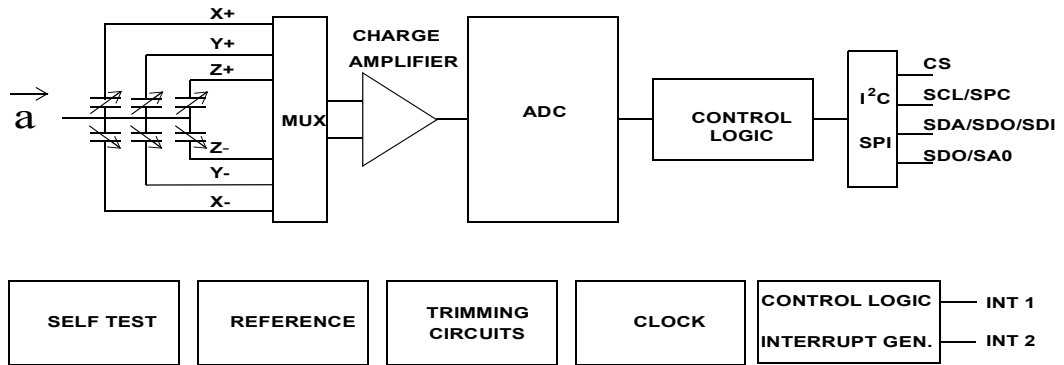 X+
Y+
Z+
a
Z-
Y-
X-
MUX
CHARGE
AMPLIFIER
ADC
CONTROL
LOGIC
I²C
SPI
CS
SCL/SPC
SDA/SDO/SDI
SDO/SA0
SELF TEST
REFERENCE
TRIMMING
CIRCUITS
CLOCK
CONTROL LOGIC
INTERRUPT GEN.
INT 1
INT 2